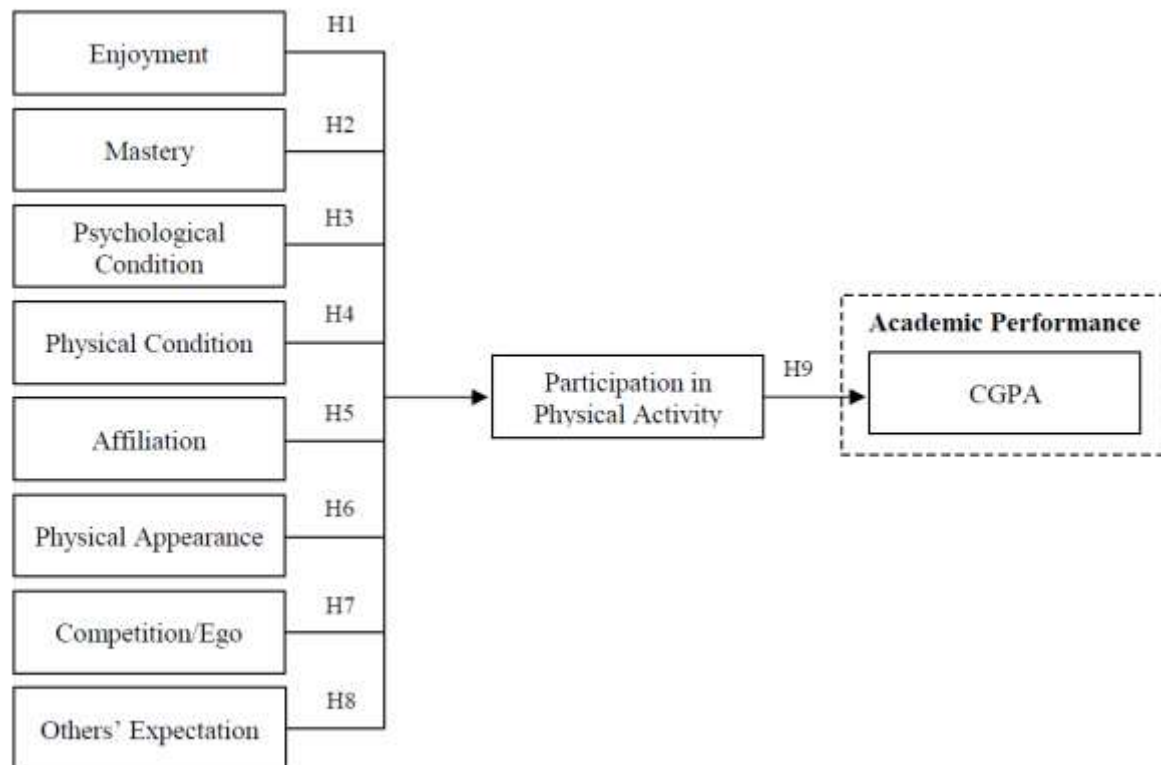 H1
Enjoyment
H2
Mastery
H3
Psychological
Condition
H4
Physical Condition
H5
Affiliation
H6
Physical Appearance
H7
Competition/Ego
H8
Others’ Expectation
Participation in
Physical Activity
H9
Academic Performance
CGPA